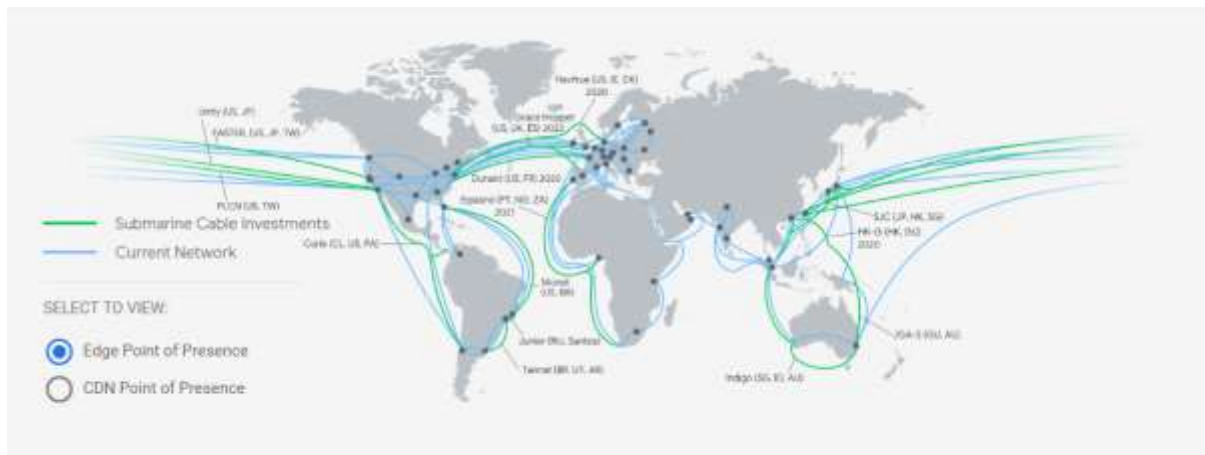 Unity (US, JP)
FASTER, (US, JP, TW)
PLCN (US, TW)
Havfrue (US, IE, DK)
2020
Grace Hopper
(US, UK, ES) 2022
Dunant (US, FR) 2020
Equiano (PT, NG, ZA)
2021
Curie (CL, US, PA)
Monet
(US, BR)
Junior (Rio, Santos)
Tannat (BR, UY, AR)
SJC (JP, HK, SG)
HK-G (HK, GU)
2020
JGA-S (GU, AU)
Indigo (SG, ID, AU)
Submarine Cable Investments
Current Network
SELECT TO VIEW:
Edge Point of Presence
CDN Point of Presence